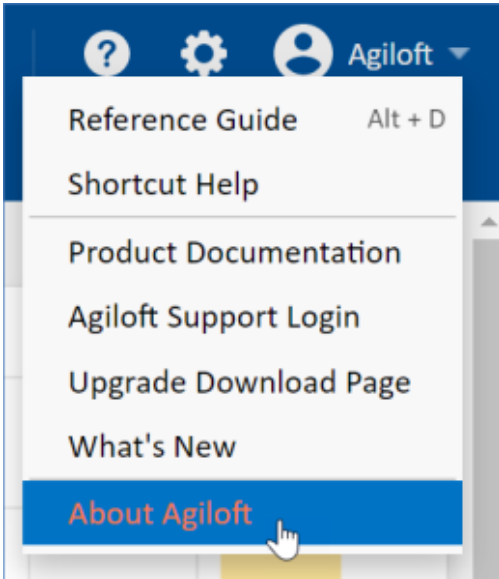 ? Agiloft
Reference Guide Alt + D
Shortcut Help
Product Documentation
Agiloft Support Login
Upgrade Download Page
What's New
About Agiloft